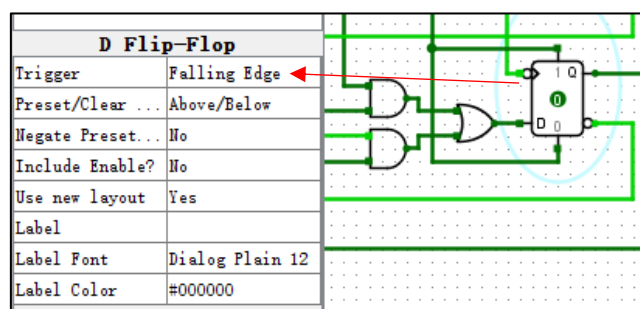 D Flip-Flop
Trigger Falling Edge
Preset/Clear ... Above/Below
Negate Preset... No
Include Enable? No
Use new layout Yes
Label
Label Font Dialog Plain 12
Label Color #000000
1 Q
0
D 0